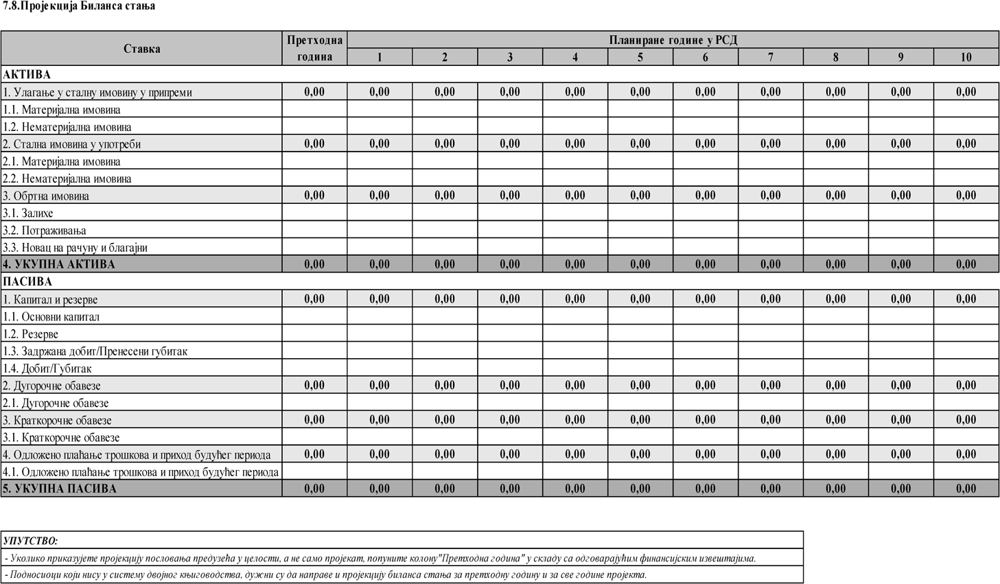 7.8.Пројекција Биланса стања
Ставка Претходна година Планиране године у РСД
1 2 3 4 5 6 7 8 9 10
АКТИВА
1. Улагање у сталну имовину у припреми 0,00 0,00 0,00 0,00 0,00 0,00 0,00 0,00 0,00 0,00 0,00
1.1. Материјална имовина
1.2. Нематеријална имовина
2. Стална имовина у употреби 0,00 0,00 0,00 0,00 0,00 0,00 0,00 0,00 0,00 0,00 0,00
2.1. Материјална имовина
2.2. Нематеријална имовина
3. Обртна имовина 0,00 0,00 0,00 0,00 0,00 0,00 0,00 0,00 0,00 0,00 0,00
3.1. Залихе
3.2. Потраживања
3.3. Новац на рачуну и благајни
4. УКУПНА АКТИВА 0,00 0,00 0,00 0,00 0,00 0,00 0,00 0,00 0,00 0,00 0,00
ПАСИВА
1. Капитал и резерве 0,00 0,00 0,00 0,00 0,00 0,00 0,00 0,00 0,00 0,00 0,00
1.1. Основни капитал
1.2. Резерве
1.3. Задржана добит/Пренесени губитак
1.4. Добит/Губитак
2. Дугорочне обавезе 0,00 0,00 0,00 0,00 0,00 0,00 0,00 0,00 0,00 0,00 0,00
2.1. Дугорочне обавезе
3. Краткорочне обавезе 0,00 0,00 0,00 0,00 0,00 0,00 0,00 0,00 0,00 0,00 0,00
3.1. Краткорочне обавезе
4. Одложено плаћање трошкова и приход будућег периода 0,00 0,00 0,00 0,00 0,00 0,00 0,00 0,00 0,00 0,00 0,00
4.1. Одложено плаћање трошкова и приход будућег периода
5. УКУПНА ПАСИВА 0,00 0,00 0,00 0,00 0,00 0,00 0,00 0,00 0,00 0,00 0,00
УПУТСТВО:
- Уколико приказујете пројекцију пословања предузећа у целости, а не само пројекат, попуните колону"Претходна година" у складу са одговарајућим финансијским извештајима.
- Подносиоци који нису у систему двојног књиговодства, дужни су да направе и пројекцију биланса стања за претходну годину и за све године пројекта.